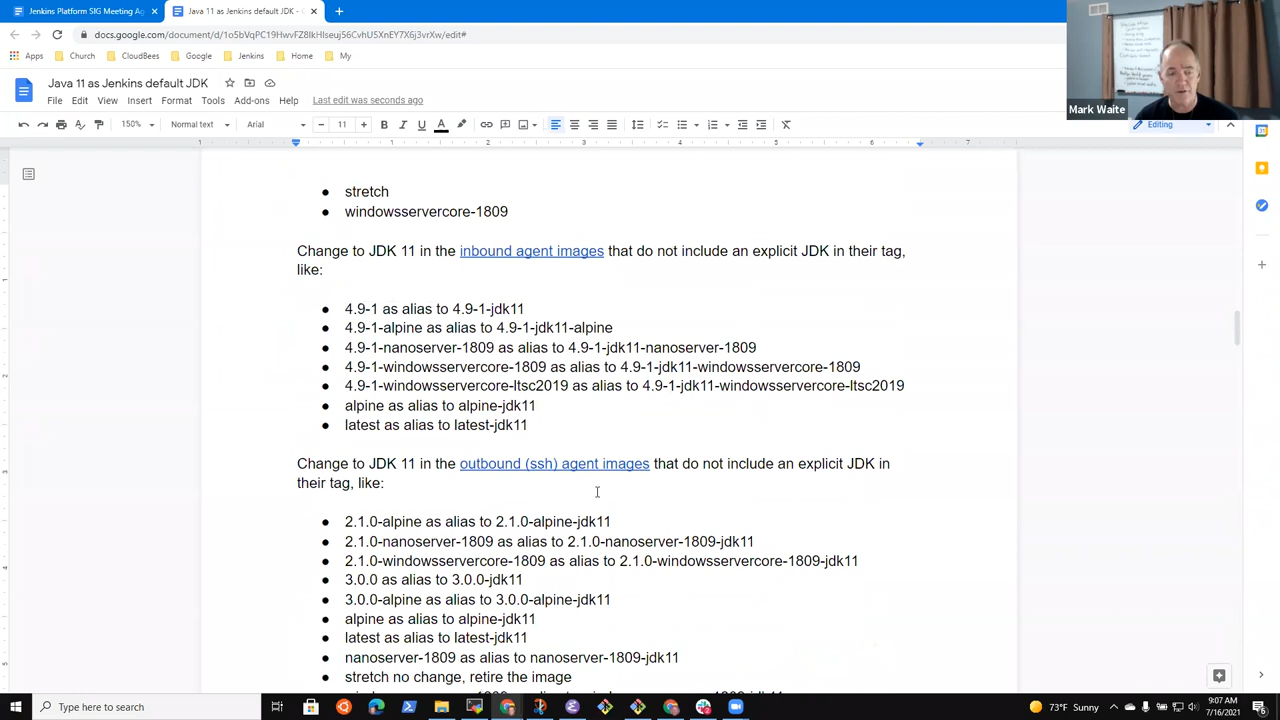 Jenkins Platform SIG Meeting Ag
Java 11 as Jenkins default JDK - G
docs.google.com/document/d/
Apps
Church
CloudBees
Google
Jenkins
Home
My
Java 11 as Jenkins default JDK
File Edit View Insert Format Tools Add-ons Help Last edit was seconds ago
150% Normal text Arial 11
Editing
Mark Waite
stretch
windowsservercore-1809
Change to JDK 11 in the inbound agent images that do not include an explicit JDK in their tag,
like:
4.9-1 as alias to 4.9-1-jdk11
4.9-1-alpine as alias to 4.9-1-jdk11-alpine
4.9-1-nanoserver-1809 as alias to 4.9-1-jdk11-nanoserver-1809
4.9-1-windowsservercore-1809 as alias to 4.9-1-jdk11-windowsservercore-1809
4.9-1-windowsservercore-ltsc2019 as alias to 4.9-1-jdk11-windowsservercore-ltsc2019
alpine as alias to alpine-jdk11
latest as alias to latest-jdk11
Change to JDK 11 in the outbound (ssh) agent images that do not include an explicit JDK in
their tag, like:
2.1.0-alpine as alias to 2.1.0-alpine-jdk11
2.1.0-nanoserver-1809 as alias to 2.1.0-nanoserver-1809-jdk11
2.1.0-windowsservercore-1809 as alias to 2.1.0-windowsservercore-1809-jdk11
3.0.0 as alias to 3.0.0-jdk11
3.0.0-alpine as alias to 3.0.0-alpine-jdk11
alpine as alias to alpine-jdk11
latest as alias to latest-jdk11
nanoserver-1809 as alias to nanoserver-1809-jdk11
stretch no change, retire the image
Type here to search
73°F Sunny
9:07 AM
7/16/2021